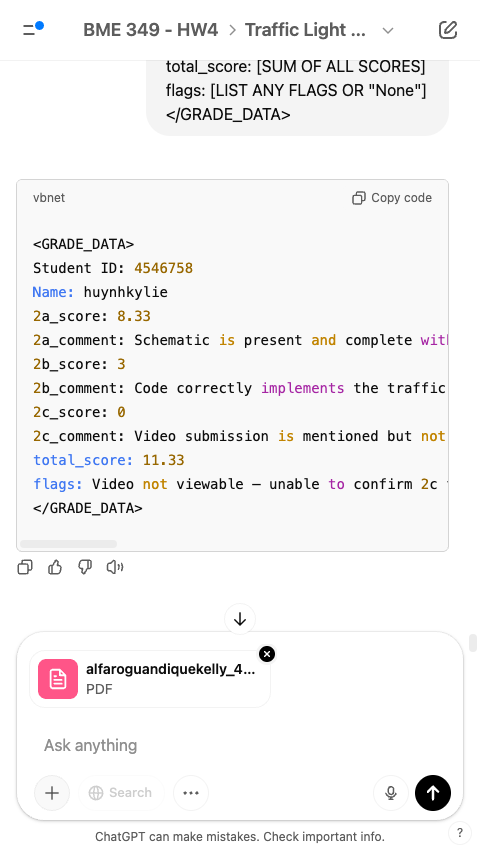 BME 349 - HW4 > Traffic Light ...
total_score: [SUM OF ALL SCORES]
flags: [LIST ANY FLAGS OR "None"]
</GRADE_DATA>
vbnet
Copy code
<GRADE_DATA>
Student ID: 4546758
Name: huynhkylie
2a_score: 8.33
2a_comment: Schematic is present and complete with
2b_score: 3
2b_comment: Code correctly implements the traffic
2c_score: 0
2c_comment: Video submission is mentioned but not
total_score: 11.33
flags: Video not viewable — unable to confirm 2c
</GRADE_DATA>
alfaroguandiquekelly_4...
PDF
Ask anything
Search
ChatGPT can make mistakes. Check important info.
?